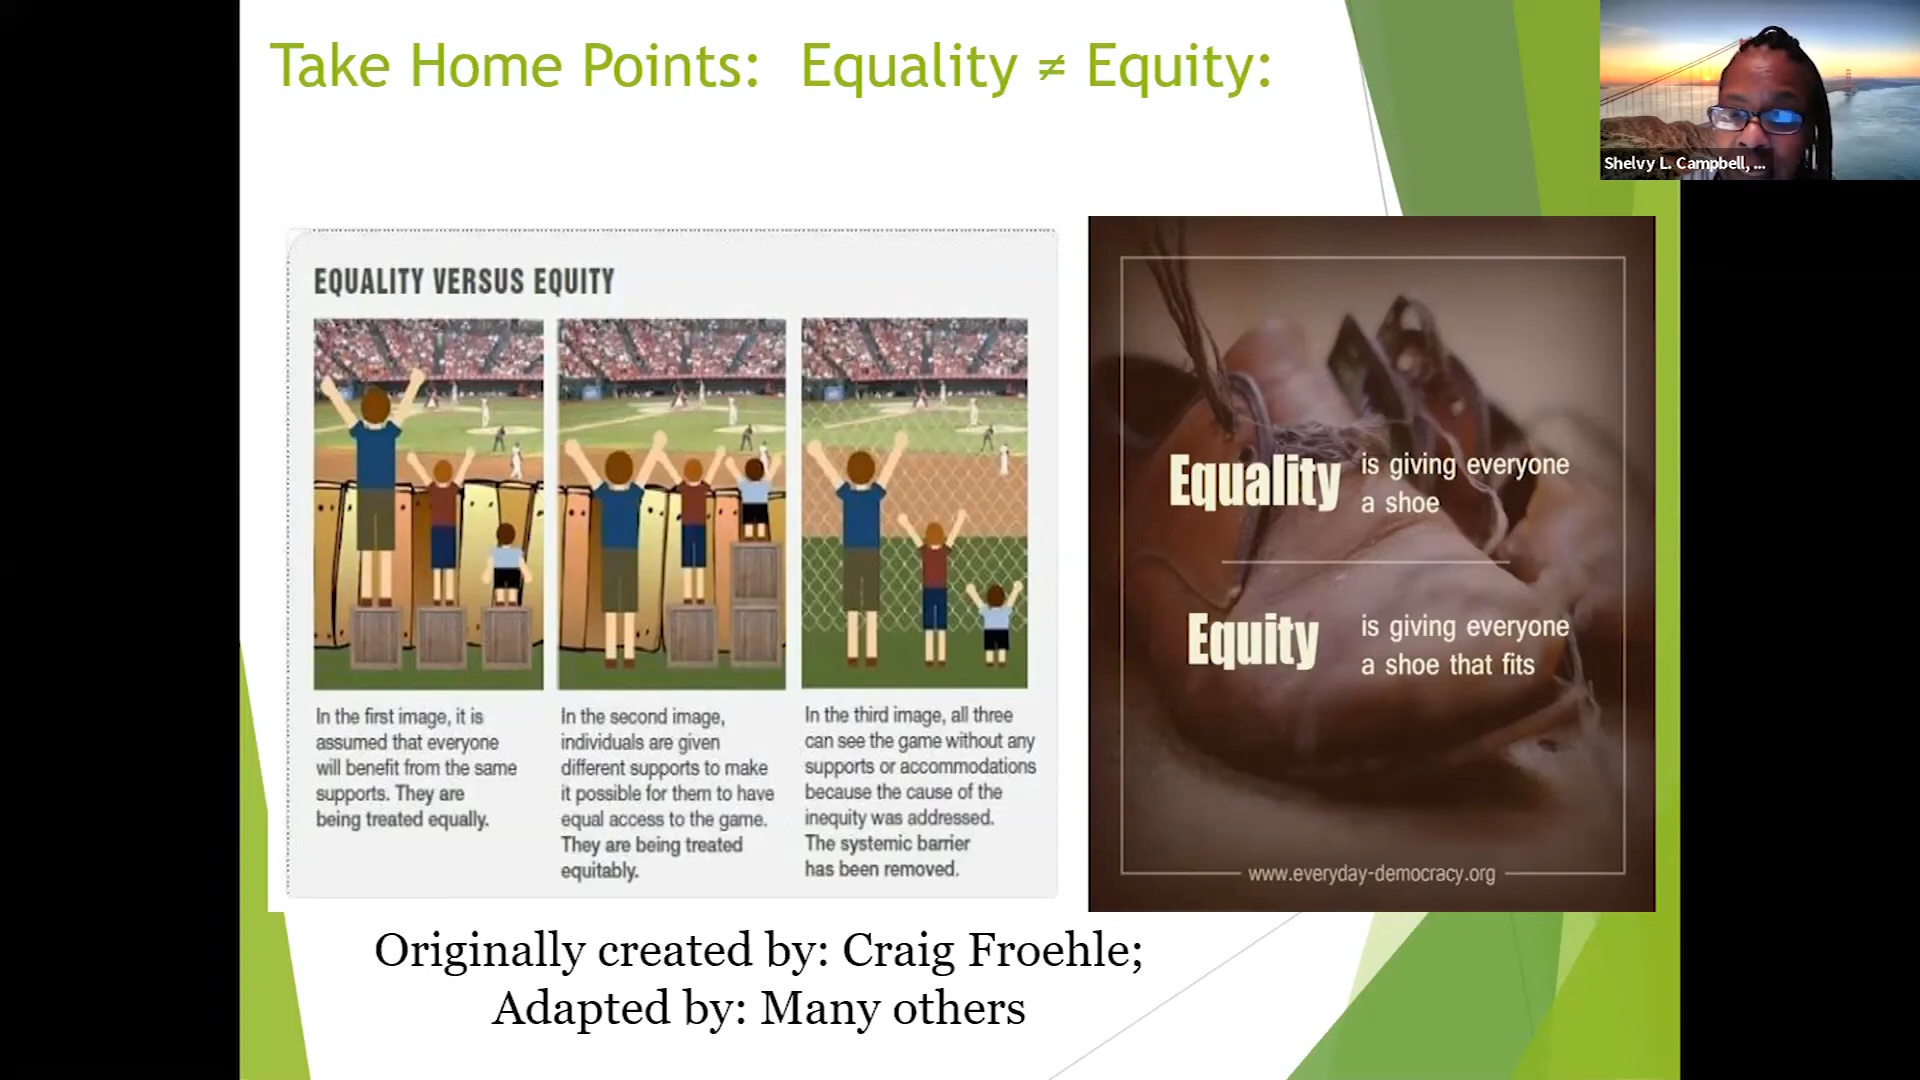 Take Home Points: Equality ≠ Equity:
Shelvy L. Campbell, ...
EQUALITY VERSUS EQUITY
In the first image, it is
assumed that everyone
will benefit from the same
supports. They are
being treated equally.
In the second image,
individuals are given
different supports to make
it possible for them to have
equal access to the game.
They are being treated
equitably.
In the third image, all three
can see the game without any
supports or accommodations
because the cause of the
inequity was addressed.
The systemic barrier
has been removed.
Equality is giving everyone
a shoe
Equity is giving everyone
a shoe that fits
www.everyday-democracy.org
Originally created by: Craig Froehle;
Adapted by: Many others